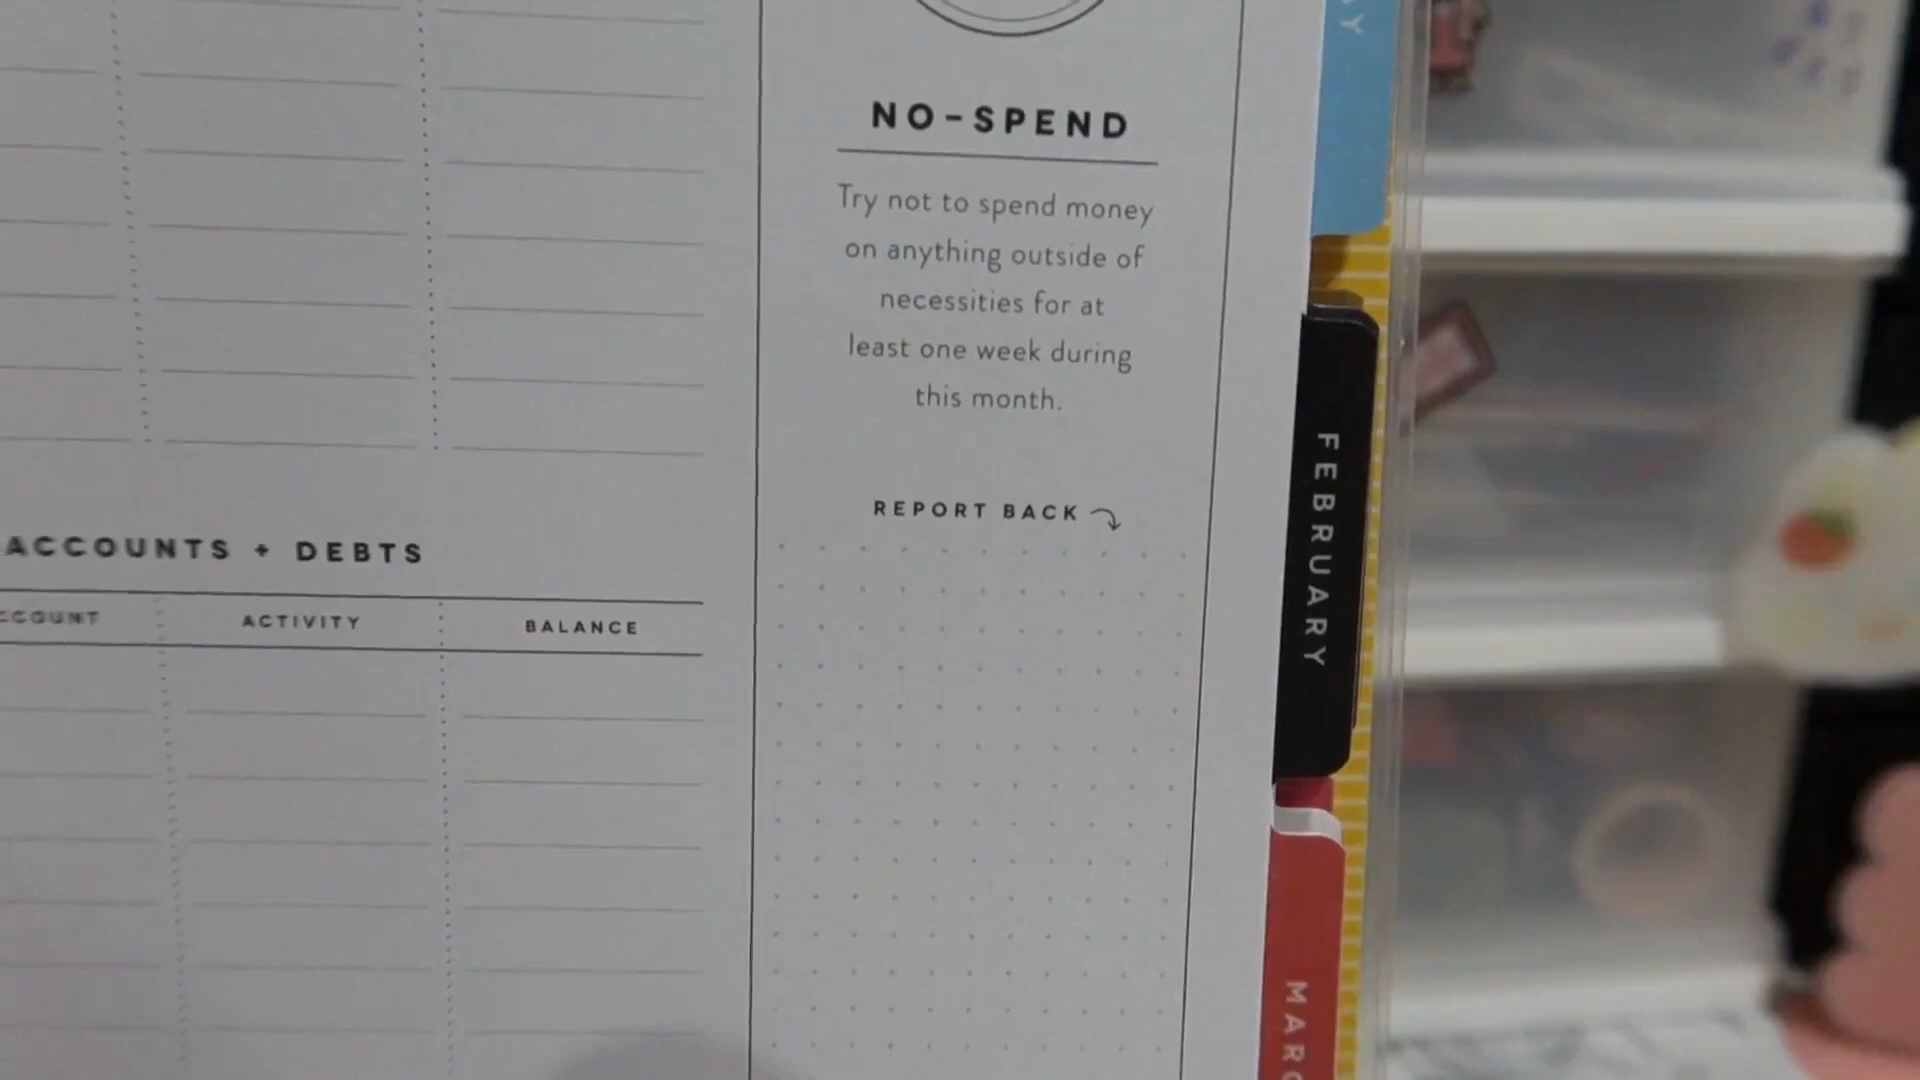 NO-SPEND
Try not to spend money
on anything outside of
necessities for at
least one week during
this month.
REPORT BACK
ACCOUNTS + DEBTS
ACTIVITY
BALANCE
FEBRUARY